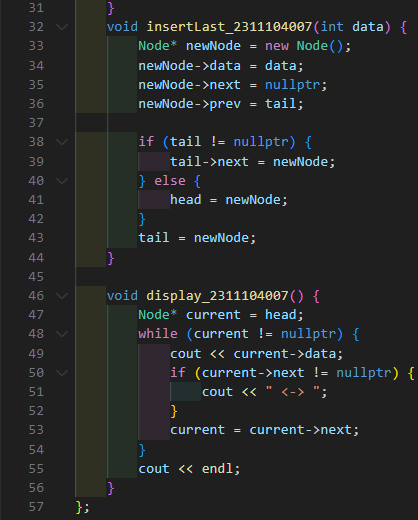 31 }
32 void insertLast_2311104007(int data) {
33 Node* newNode = new Node();
34 newNode->data = data;
35 newNode->next = nullptr;
36 newNode->prev = tail;
37
38 if (tail != nullptr) {
39 tail->next = newNode;
40 } else {
41 head = newNode;
42 }
43 tail = newNode;
44 }
45
46 void display_2311104007() {
47 Node* current = head;
48 while (current != nullptr) {
49 cout << current->data;
50 if (current->next != nullptr) {
51 cout << " <-> ";
52 }
53 current = current->next;
54 }
55 cout << endl;
56 }
57 };